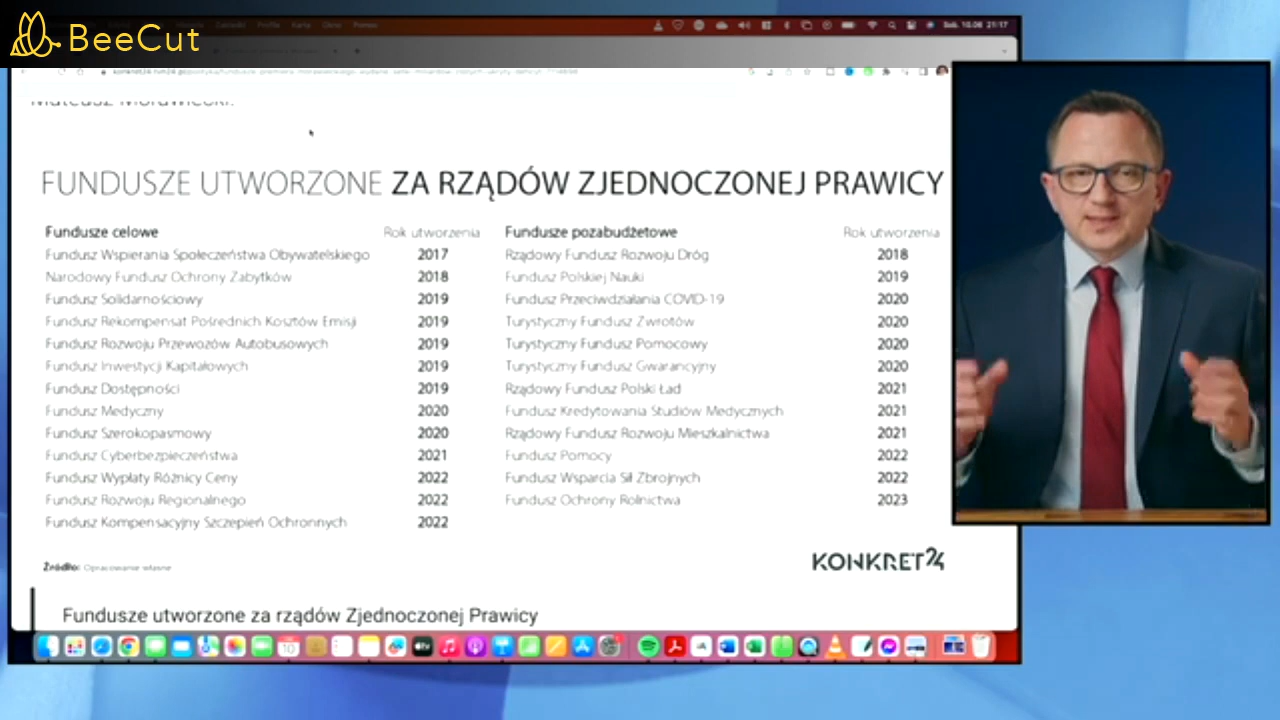 BeeCut
Sob. 10.06 21:17
Mateusz Morawiecki.
FUNDUSZE UTWORZONE ZA RZĄDÓW ZJEDNOCZONEJ PRAWICY
Fundusze celowe Rok utworzenia
Fundusz Wspierania Społeczeństwa Obywatelskiego 2017
Narodowy Fundusz Ochrony Zabytków 2018
Fundusz Solidarnościowy 2019
Fundusz Rekompensat Pośrednich Kosztów Emisji 2019
Fundusz Rozwoju Przewozów Autobusowych 2019
Fundusz Inwestycji Kapitałowych 2019
Fundusz Dostępności 2019
Fundusz Medyczny 2020
Fundusz Szerokopasmowy 2020
Fundusz Cyberbezpieczeństwa 2021
Fundusz Wypłaty Różnicy Ceny 2022
Fundusz Rozwoju Regionalnego 2022
Fundusz Kompensacyjny Szczepień Ochronnych 2022
Fundusze pozabudżetowe Rok utworzenia
Rządowy Fundusz Rozwoju Dróg 2018
Fundusz Polskiej Nauki 2019
Fundusz Przeciwdziałania COVID-19 2020
Turystyczny Fundusz Zwrotów 2020
Turystyczny Fundusz Pomocowy 2020
Turystyczny Fundusz Gwarancyjny 2020
Rządowy Fundusz Polski Ład 2021
Fundusz Kredytowania Studiów Medycznych 2021
Rządowy Fundusz Rozwoju Mieszkalnictwa 2021
Fundusz Pomocy 2022
Fundusz Wsparcia Sił Zbrojnych 2022
Fundusz Ochrony Rolnictwa 2023
Źródło: Opracowanie własne
KONKRET24
Fundusze utworzone za rządów Zjednoczonej Prawicy